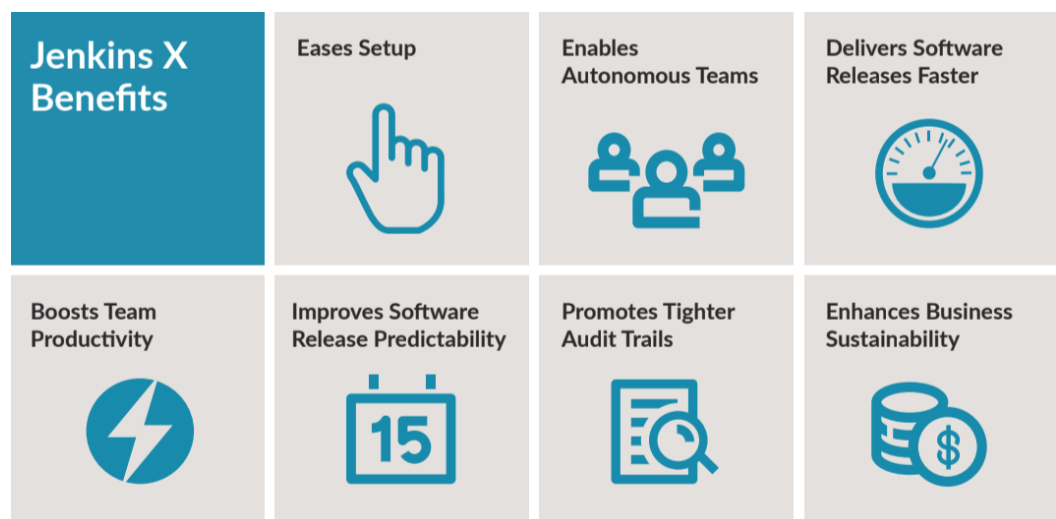 Jenkins X
Benefits
Eases Setup
Enables
Autonomous Teams
Delivers Software
Releases Faster
Boosts Team
Productivity
Improves Software
Release Predictability
15
Promotes Tighter
Audit Trails
Enhances Business
Sustainability
$